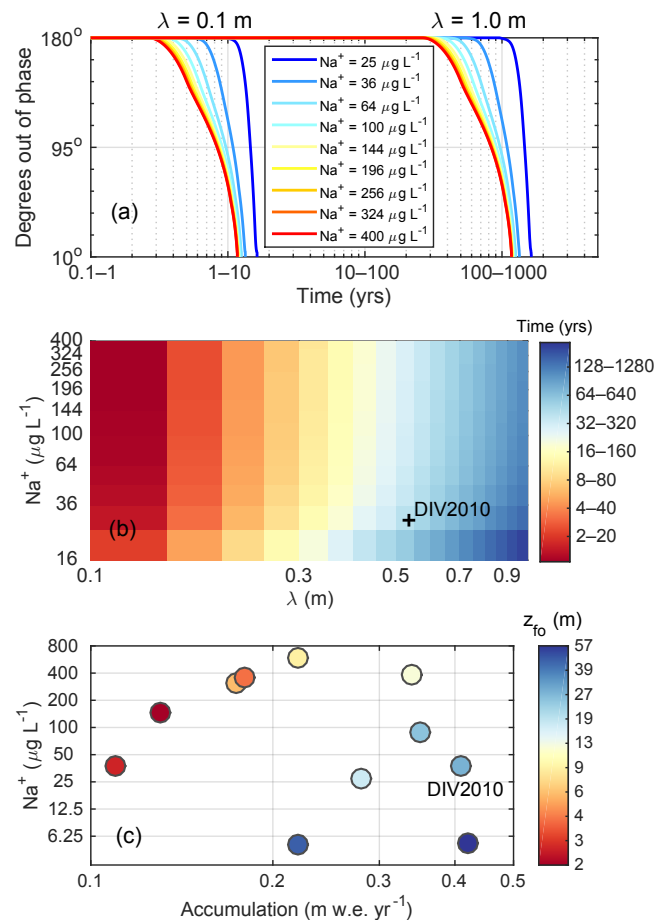 λ = 0.1 m
λ = 1.0 m
180°
95°
10°
Degrees out of phase
Na⁺ = 25 μg L⁻¹
Na⁺ = 36 μg L⁻¹
Na⁺ = 64 μg L⁻¹
Na⁺ = 100 μg L⁻¹
Na⁺ = 144 μg L⁻¹
Na⁺ = 196 μg L⁻¹
Na⁺ = 256 μg L⁻¹
Na⁺ = 324 μg L⁻¹
Na⁺ = 400 μg L⁻¹
(a)
0.1–1 1–10 10–100 100–1000
Time (yrs)
Time (yrs)
400
324
256
196
144
100
64
36
16
Na⁺ (μg L⁻¹)
DIV2010
(b)
0.1 0.3 0.5 0.7 0.9
λ (m)
128–1280
64–640
32–320
16–160
8–80
4–40
2–20
z_fo (m)
800
400
200
100
50
25
12.5
6.25
Na⁺ (μg L⁻¹)
DIV2010
(c)
0.1 0.2 0.3 0.4 0.5
Accumulation (m w.e. yr⁻¹)
57
39
27
19
13
9
6
4
3
2